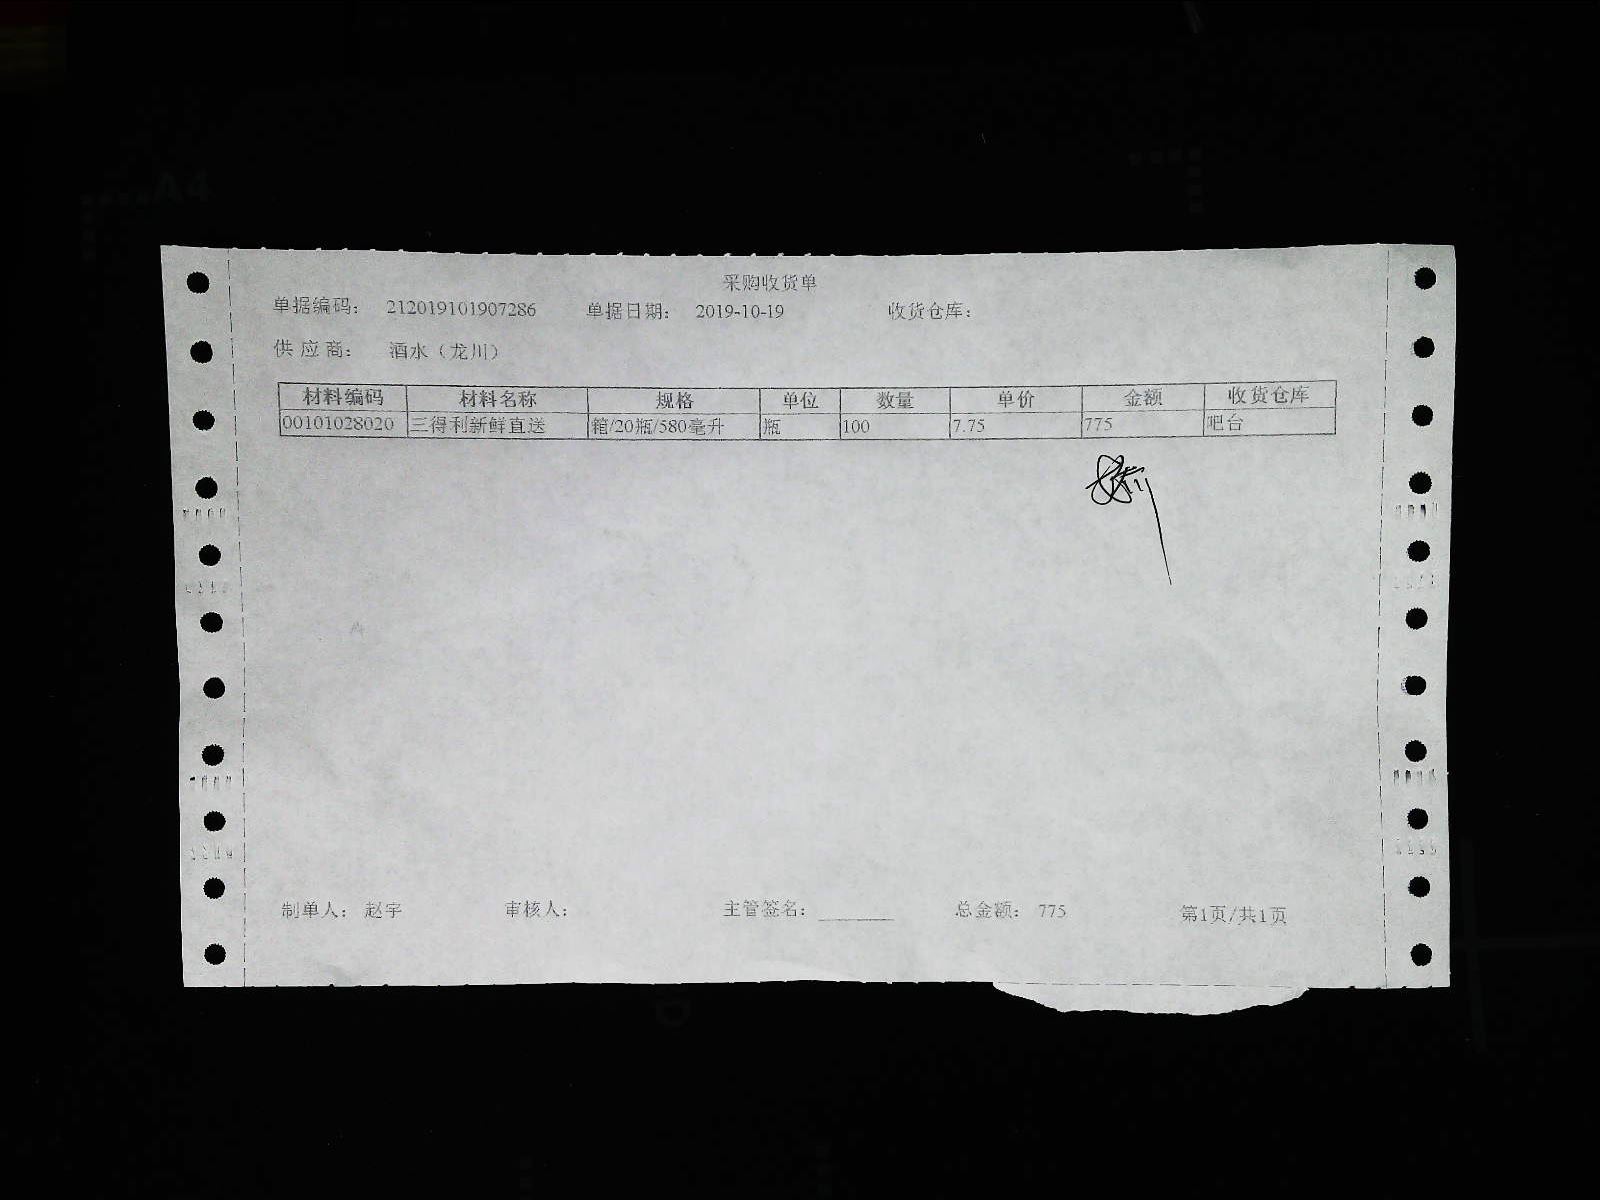 采购收货单
单据编码： 212019101907286 单据日期： 2019-10-19 收货仓库：
供 应 商： 酒水（龙川）
材料编码 材料名称 规格 单位 数量 单价 金额 收货仓库
00101028020 三得利新鲜直送 箱/20瓶/580毫升 瓶 100 7.75 775 吧台
制单人： 赵宇 审核人： 主管签名： 总金额： 775 第1页/共1页